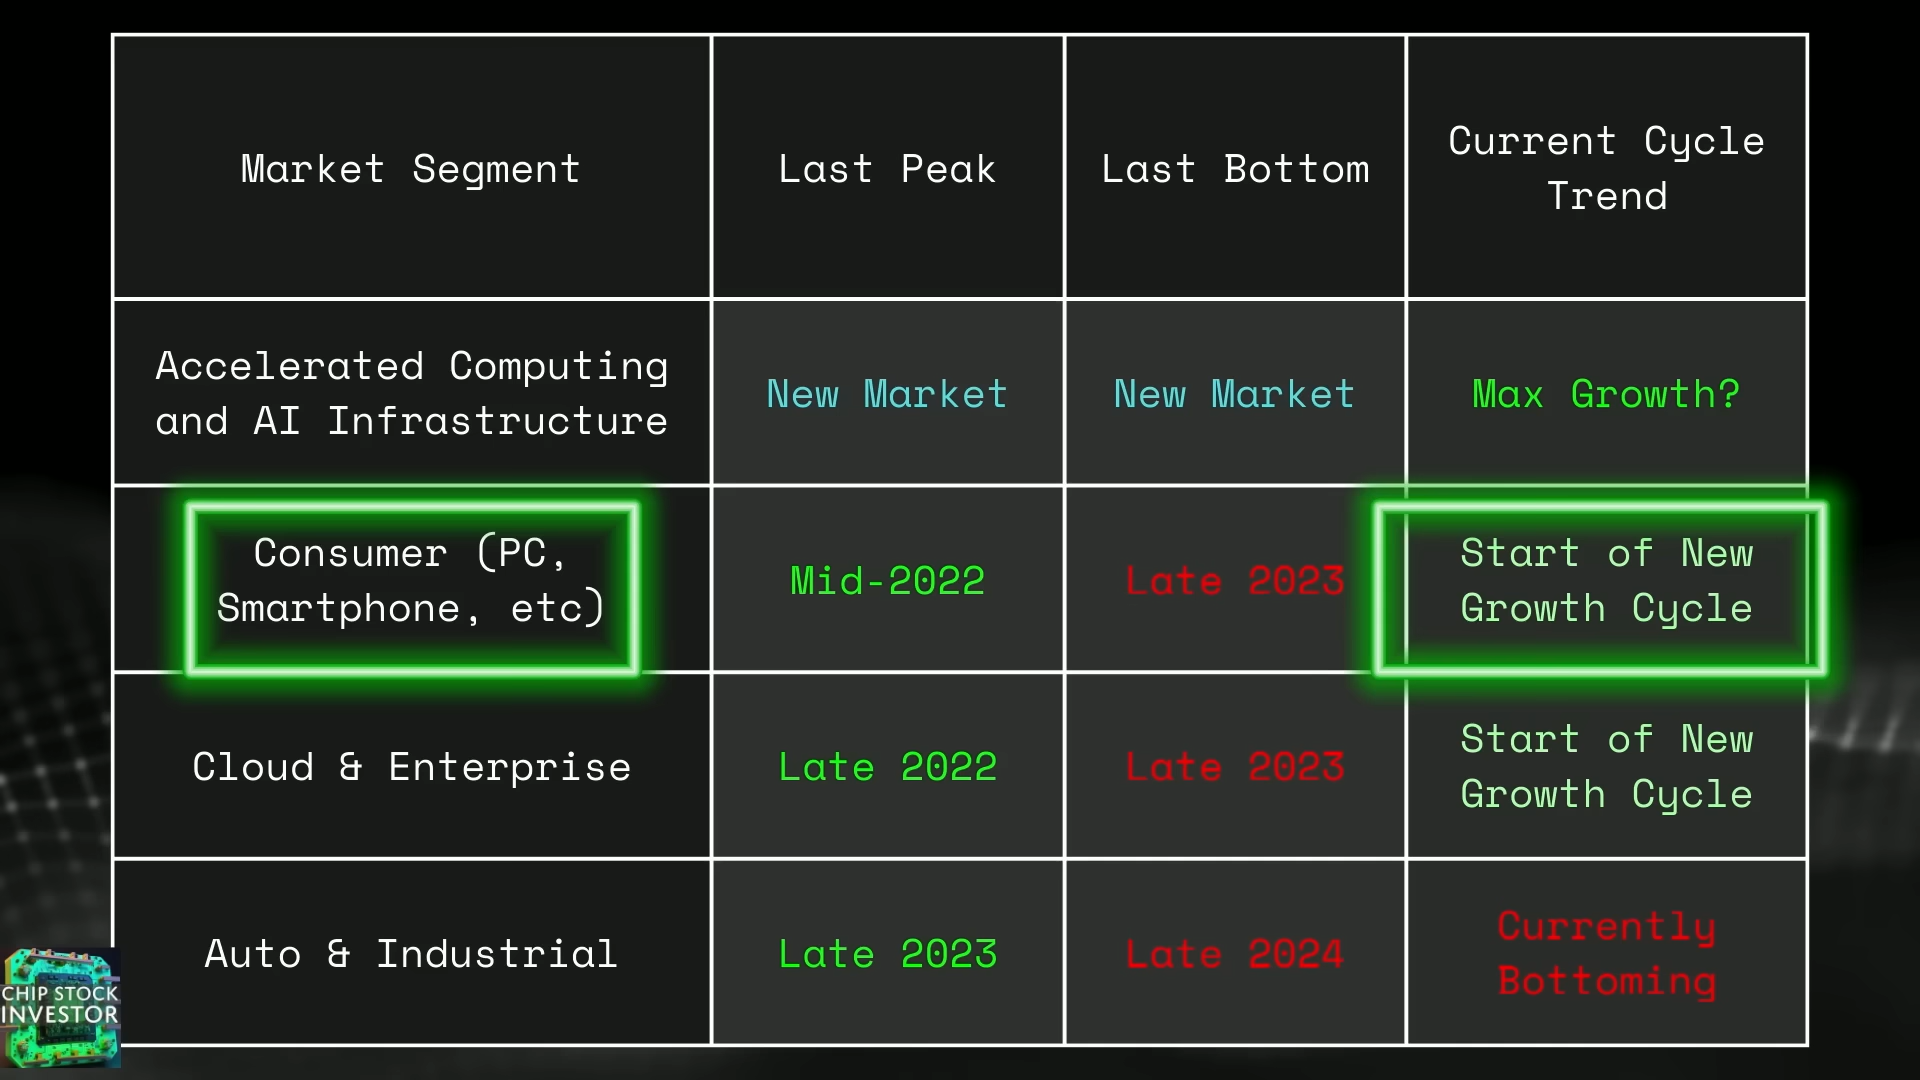 Market Segment
Last Peak
Last Bottom
Current Cycle
Trend
Accelerated Computing
and AI Infrastructure
New Market
New Market
Max Growth?
Consumer (PC,
Smartphone, etc)
Mid-2022
Late 2023
Start of New
Growth Cycle
Cloud & Enterprise
Late 2022
Late 2023
Start of New
Growth Cycle
Auto & Industrial
Late 2023
Late 2024
Currently
Bottoming
CHIP STOCK
INVESTOR